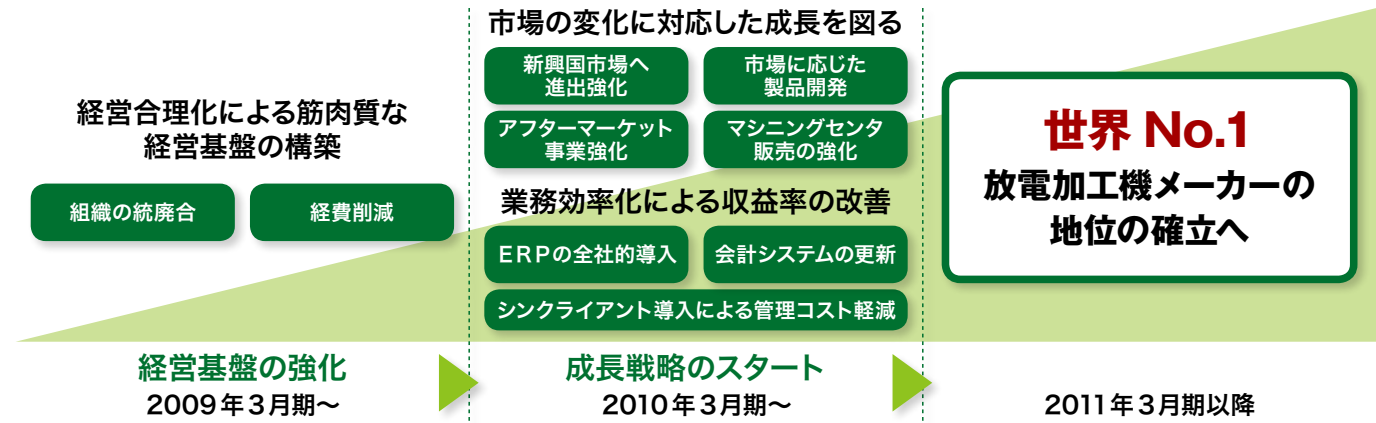 経営合理化による筋肉質な
経営基盤の構築
組織の統廃合
経費削減
経営基盤の強化
2009年3月期〜
市場の変化に対応した成長を図る
新興国市場へ
進出強化
市場に応じた
製品開発
アフターマーケット
事業強化
マシニングセンタ
販売の強化
業務効率化による収益率の改善
ERPの全社的導入
会計システムの更新
シンクライアント導入による管理コスト軽減
成長戦略のスタート
2010年3月期〜
世界 No.1
放電加工機メーカーの
地位の確立へ
2011年3月期以降